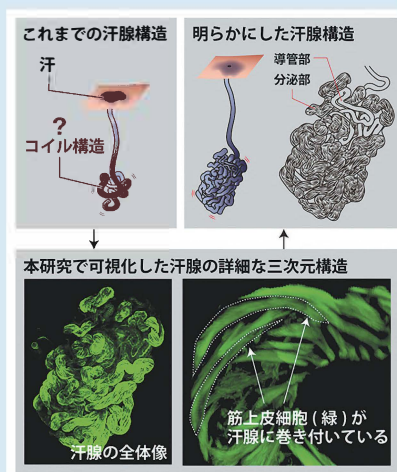 これまでの汗腺構造
汗
?
コイル構造
明らかにした汗腺構造
導管部
分泌部
本研究で可視化した汗腺の詳細な三次元構造
汗腺の全体像
筋上皮細胞(緑)が
汗腺に巻き付いている